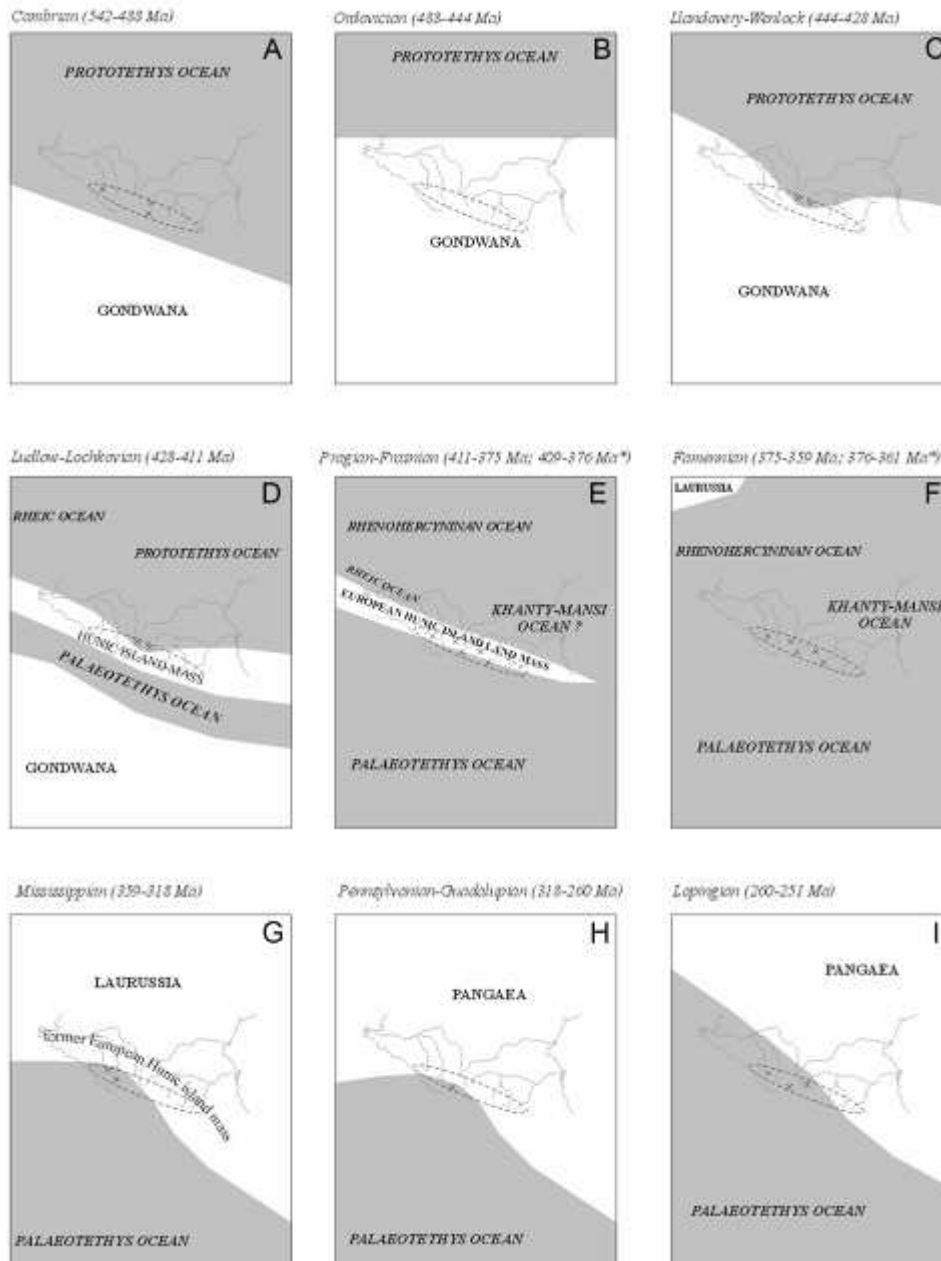 Cambrian (542-488 Ma)
A
PROTOTETHYS OCEAN
GONDWANA
Ordovician (488-444 Ma)
B
PROTOTETHYS OCEAN
GONDWANA
Llandovery-Wenlock (444-428 Ma)
C
PROTOTETHYS OCEAN
GONDWANA
Ludlow-Lochkovian (428-411 Ma)
D
RHEIC OCEAN
PROTOTETHYS OCEAN
HUNIC ISLAND MASS
PALAEOTETHYS OCEAN
GONDWANA
Pragian-Frasnian (411-375 Ma; 409-376 Ma*)
E
RHENOHERCYNINAN OCEAN
RHEIC OCEAN
EUROPEAN HUNIC ISLAND LAND MASS
KHANTY-MANSI
OCEAN ?
PALAEOTETHYS OCEAN
Famennian (375-359 Ma; 376-361 Ma*)
F
LAURUSSIA
RHENOHERCYNINAN OCEAN
KHANTY-MANSI
OCEAN
PALAEOTETHYS OCEAN
Mississippian (359-318 Ma)
G
LAURUSSIA
former European Hunic island mass
PALAEOTETHYS OCEAN
Pennsylvanian-Guadalupian (318-260 Ma)
H
PANGAEA
PALAEOTETHYS OCEAN
Lopingian (260-251 Ma)
I
PANGAEA
PALAEOTETHYS OCEAN